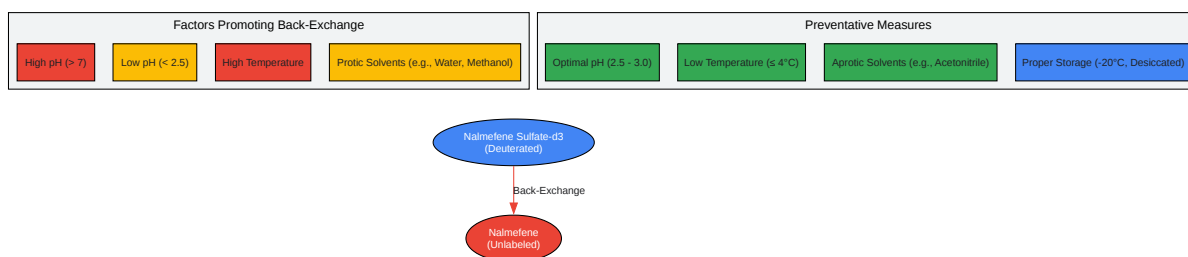 Factors Promoting Back-Exchange
High pH (> 7)
Low pH (< 2.5)
High Temperature
Protic Solvents (e.g., Water, Methanol)
Preventative Measures
Optimal pH (2.5 - 3.0)
Low Temperature (≤ 4°C)
Aprotic Solvents (e.g., Acetonitrile)
Proper Storage (-20°C, Desiccated)
Nalmefene Sulfate-d3
(Deuterated)
Back-Exchange
Nalmefene
(Unlabeled)